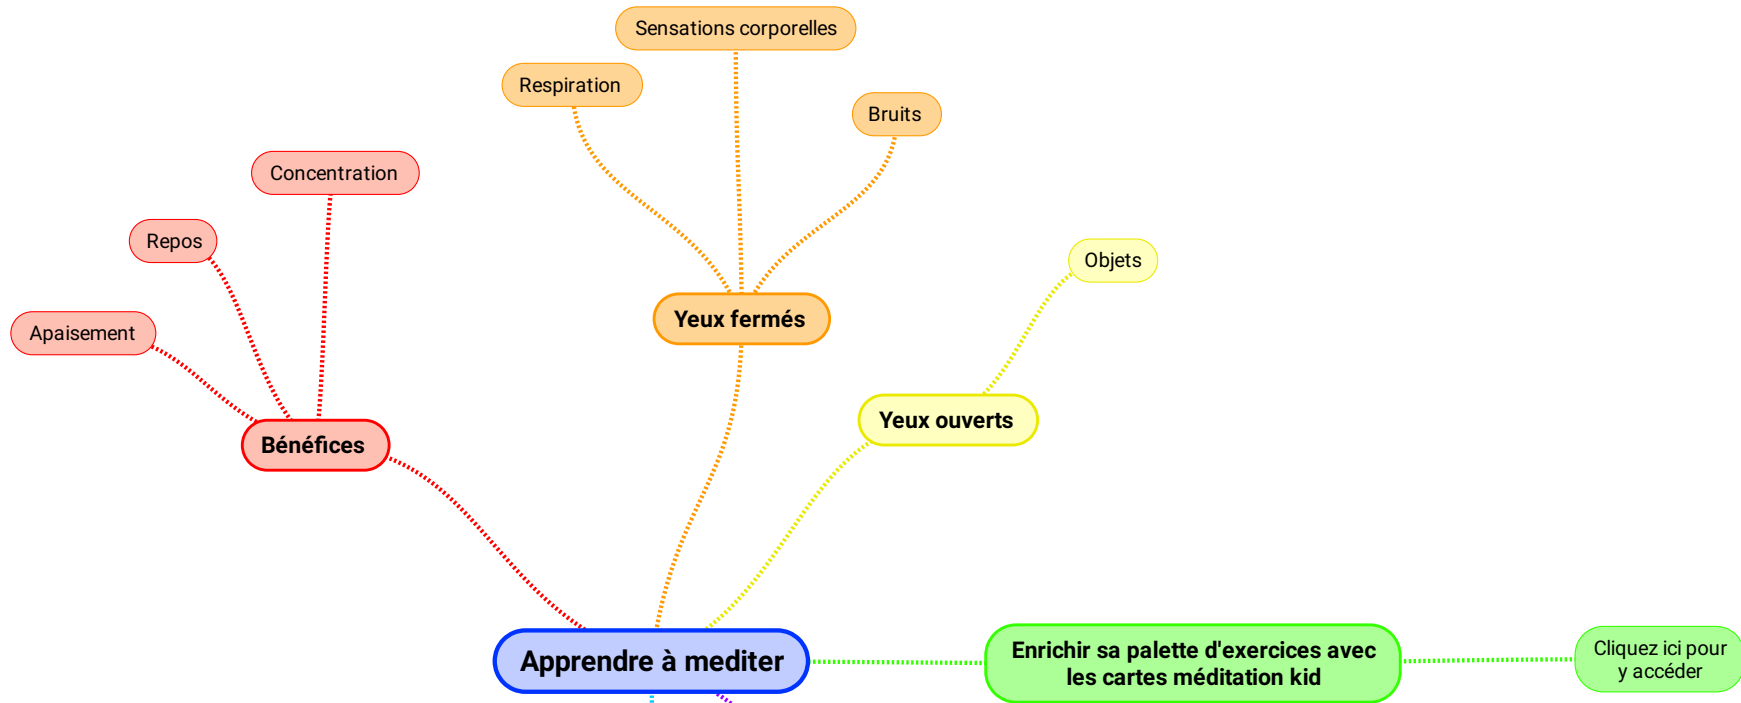 Sensations corporelles
Respiration
Bruits
Concentration
Repos
Objets
Apaisement
Yeux fermés
Yeux ouverts
Bénéfices
Apprendre à mediter
Enrichir sa palette d'exercices avec
les cartes méditation kid
Cliquez ici pour
y accéder